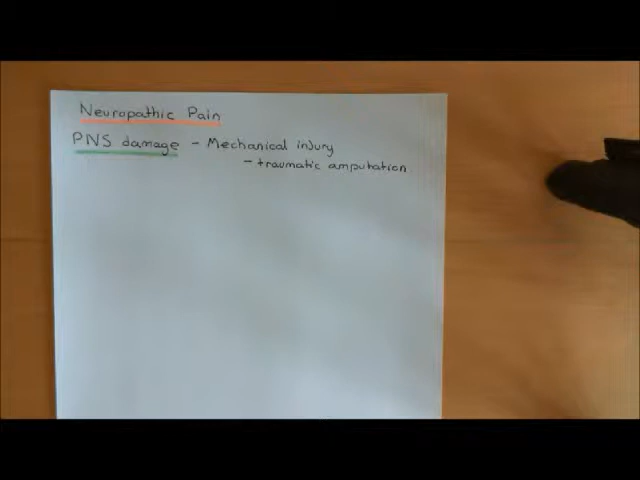 Neuropathic Pain
PNS damage - Mechanical injury
- traumatic amputation